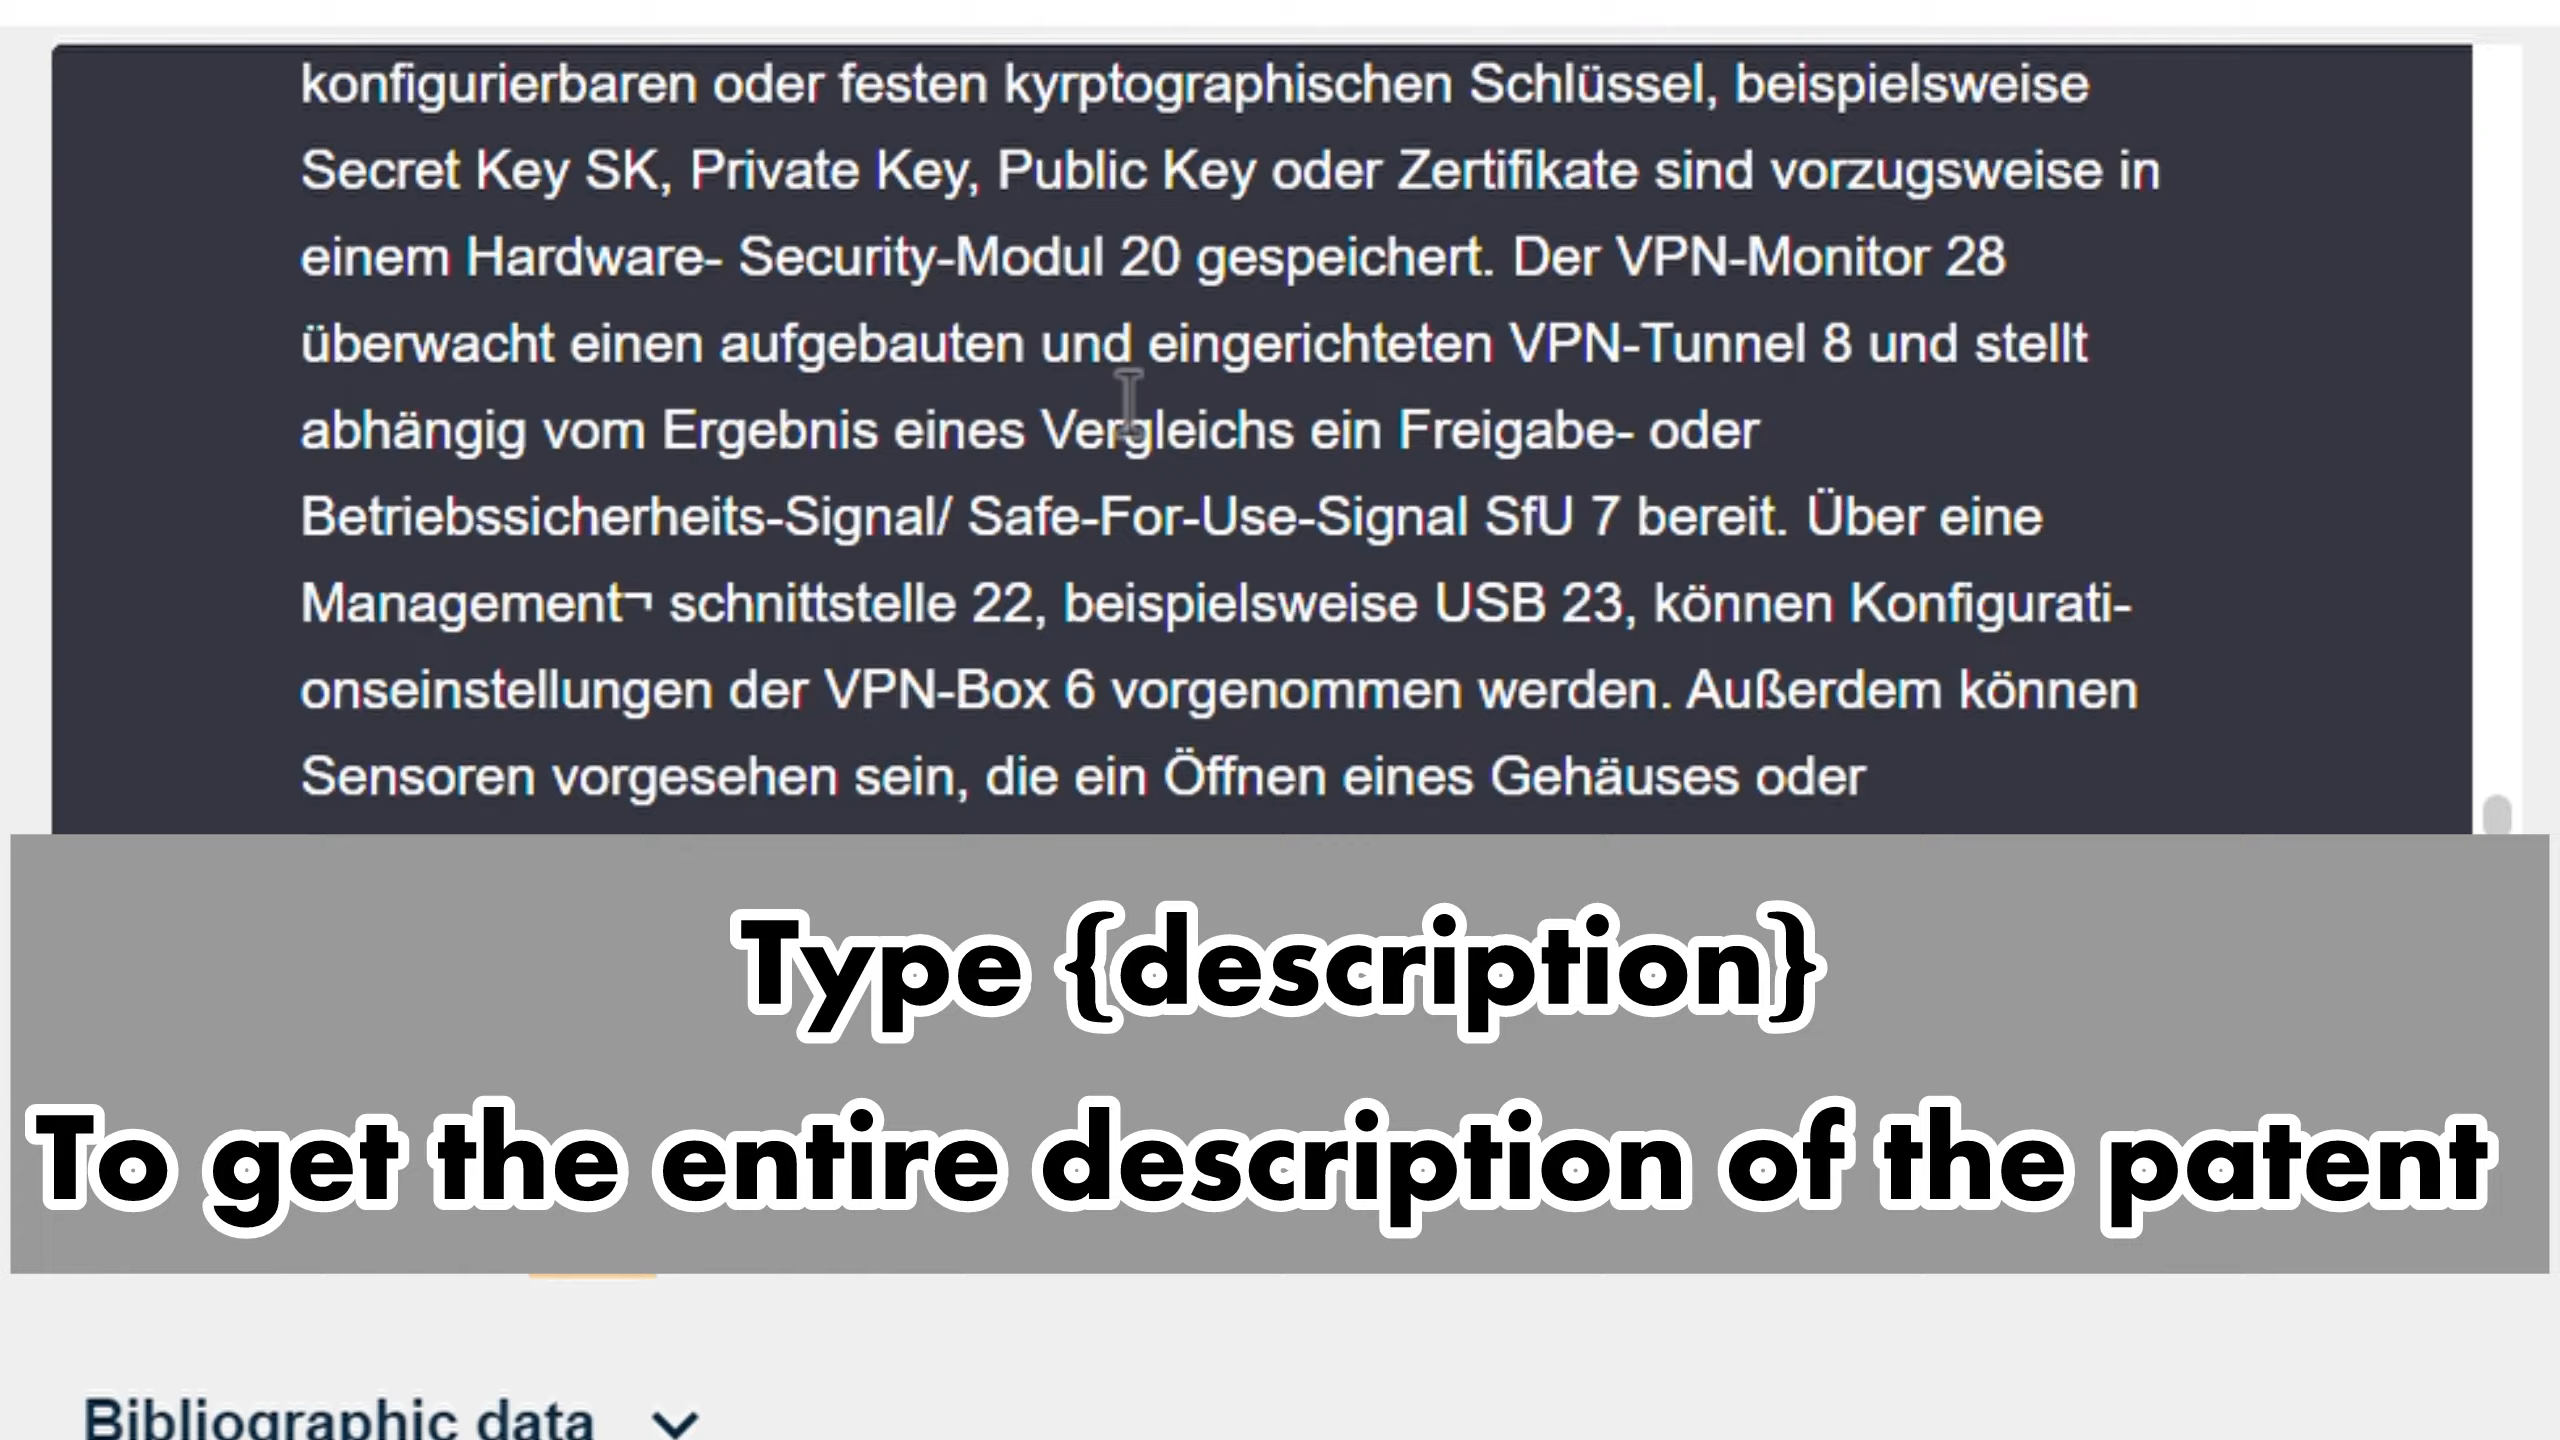 konfigurierbaren oder festen kyrptographischen Schlüssel, beispielsweise
Secret Key SK, Private Key, Public Key oder Zertifikate sind vorzugsweise in
einem Hardware- Security-Modul 20 gespeichert. Der VPN-Monitor 28
überwacht einen aufgebauten und eingerichteten VPN-Tunnel 8 und stellt
abhängig vom Ergebnis eines Vergleichs ein Freigabe- oder
Betriebssicherheits-Signal/ Safe-For-Use-Signal SfU 7 bereit. Über eine
Management¬ schnittstelle 22, beispielsweise USB 23, können Konfigurati-
onseinstellungen der VPN-Box 6 vorgenommen werden. Außerdem können
Sensoren vorgesehen sein, die ein Öffnen eines Gehäuses oder
Type {description}
To get the entire description of the patent
Bibliographic data